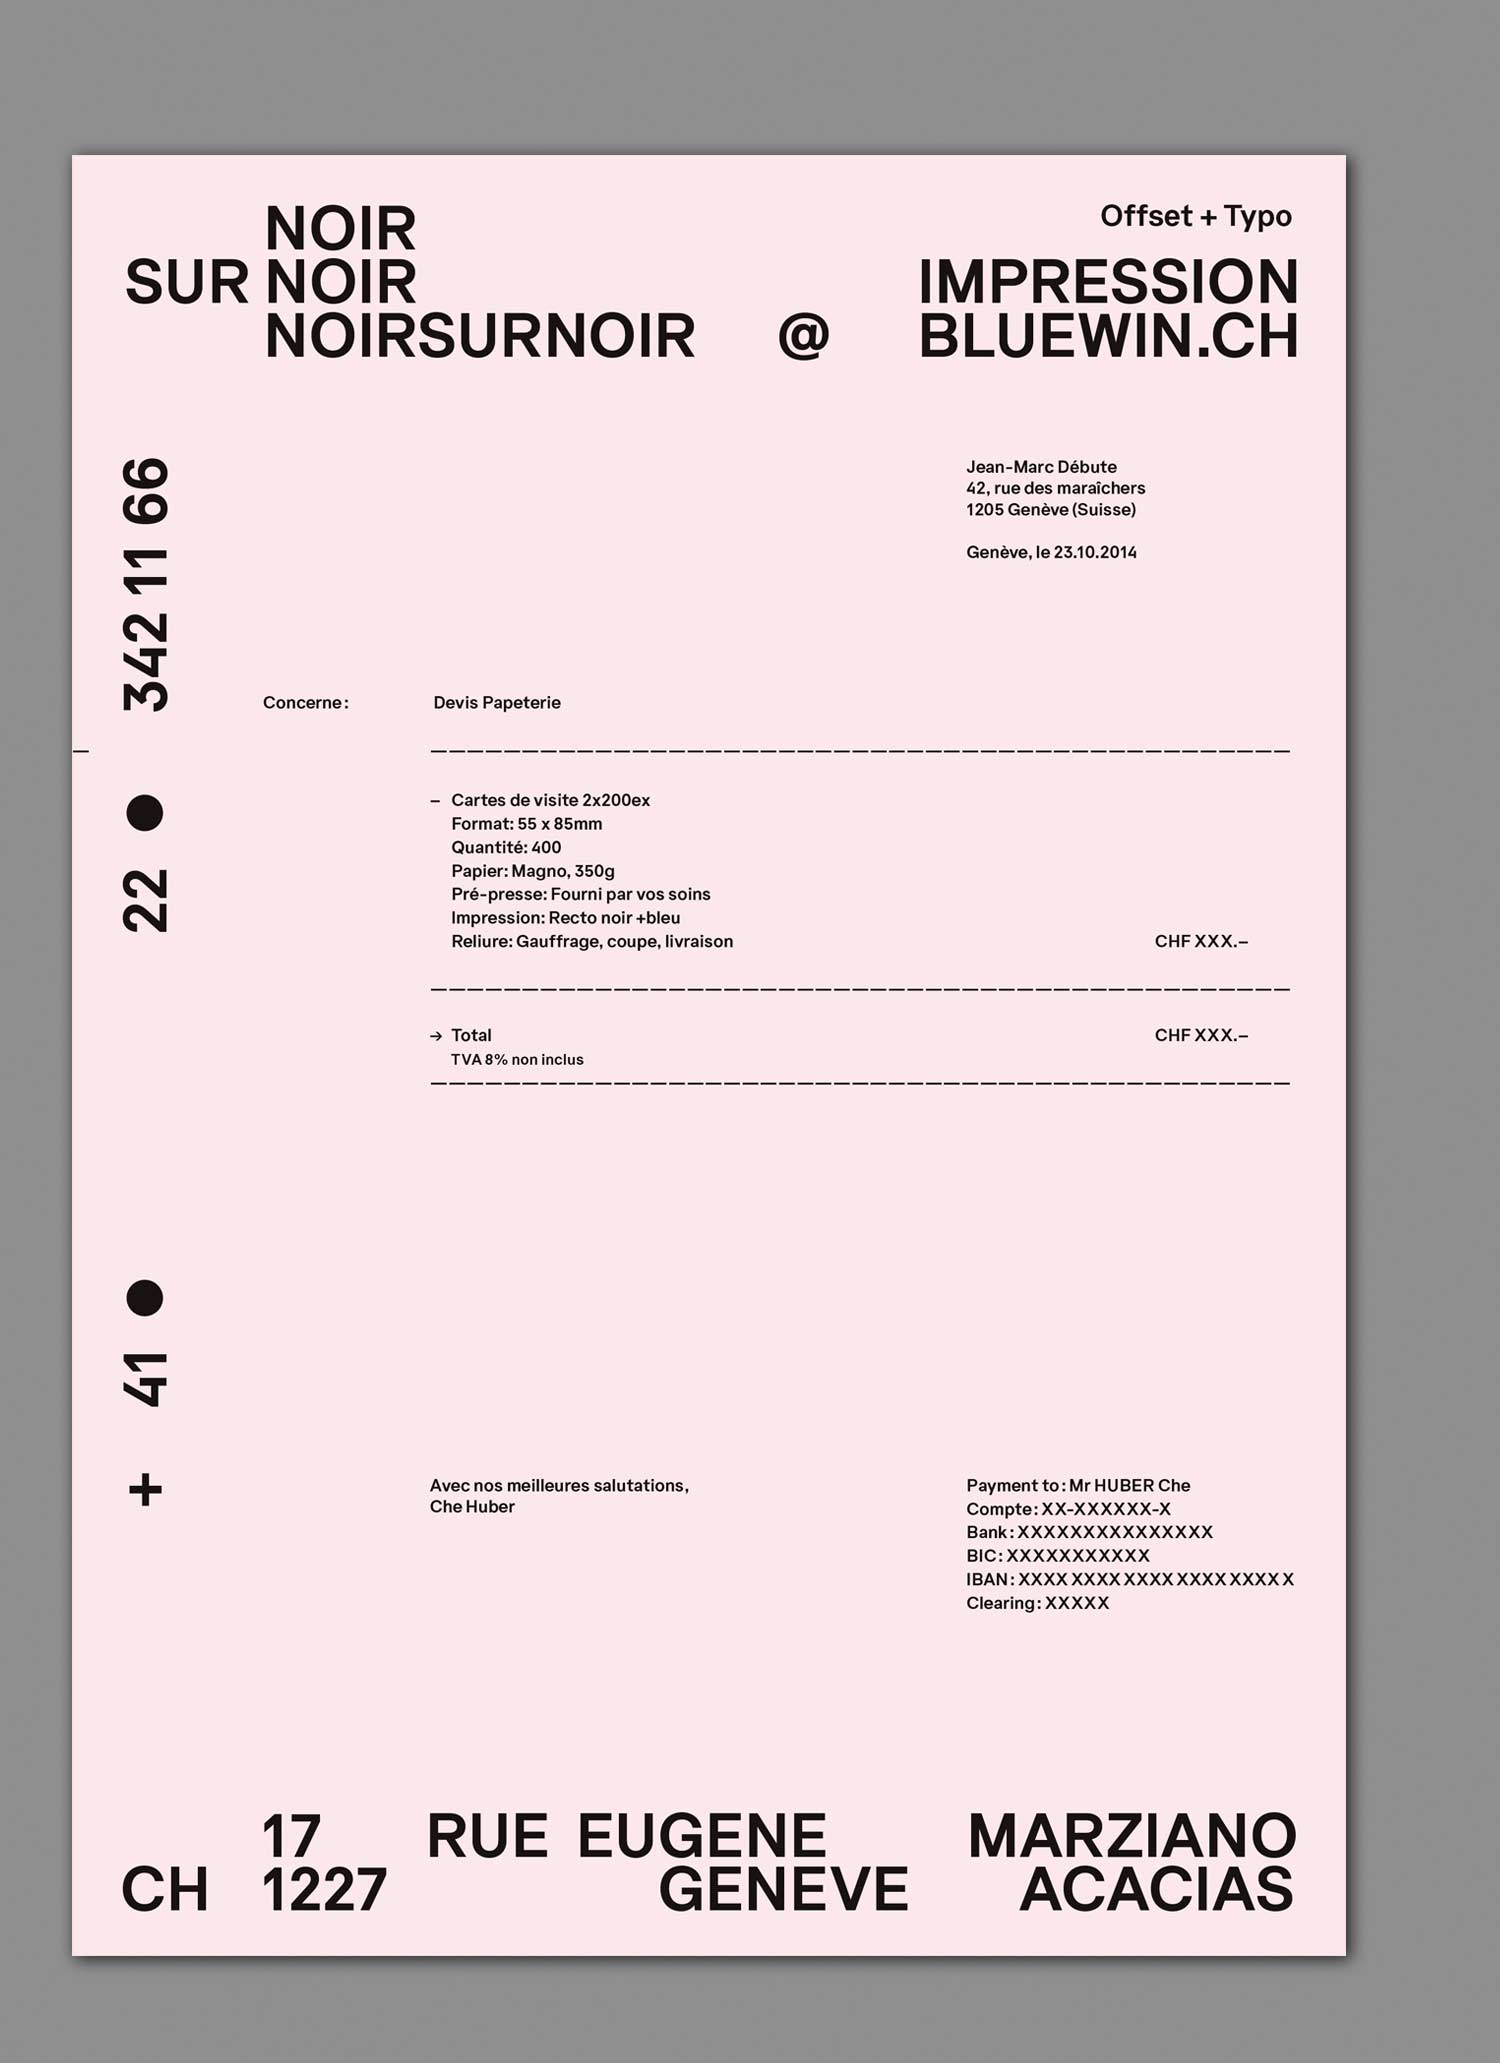 NOIR
Offset + Typo
SUR NOIR IMPRESSION
NOIRSURNOIR @ BLUEWIN.CH
+ 41 ● 22 ● 342 11 66
Jean-Marc Débute
42, rue des maraîchers
1205 Genève (Suisse)
Genève, le 23.10.2014
Concerne: Devis Papeterie
– Cartes de visite 2x200ex
Format: 55 x 85mm
Quantité: 400
Papier: Magno, 350g
Pré-presse: Fourni par vos soins
Impression: Recto noir +bleu
Reliure: Gauffrage, coupe, livraison CHF XXX.–
→ Total CHF XXX.–
TVA 8% non inclus
Avec nos meilleures salutations,
Che Huber
Payment to: Mr HUBER Che
Compte: XX-XXXXXX-X
Bank: XXXXXXXXXXXXXXX
BIC: XXXXXXXXXXX
IBAN: XXXX XXXX XXXX XXXX XXXX X
Clearing: XXXXX
17 RUE EUGENE MARZIANO
CH 1227 GENEVE ACACIAS